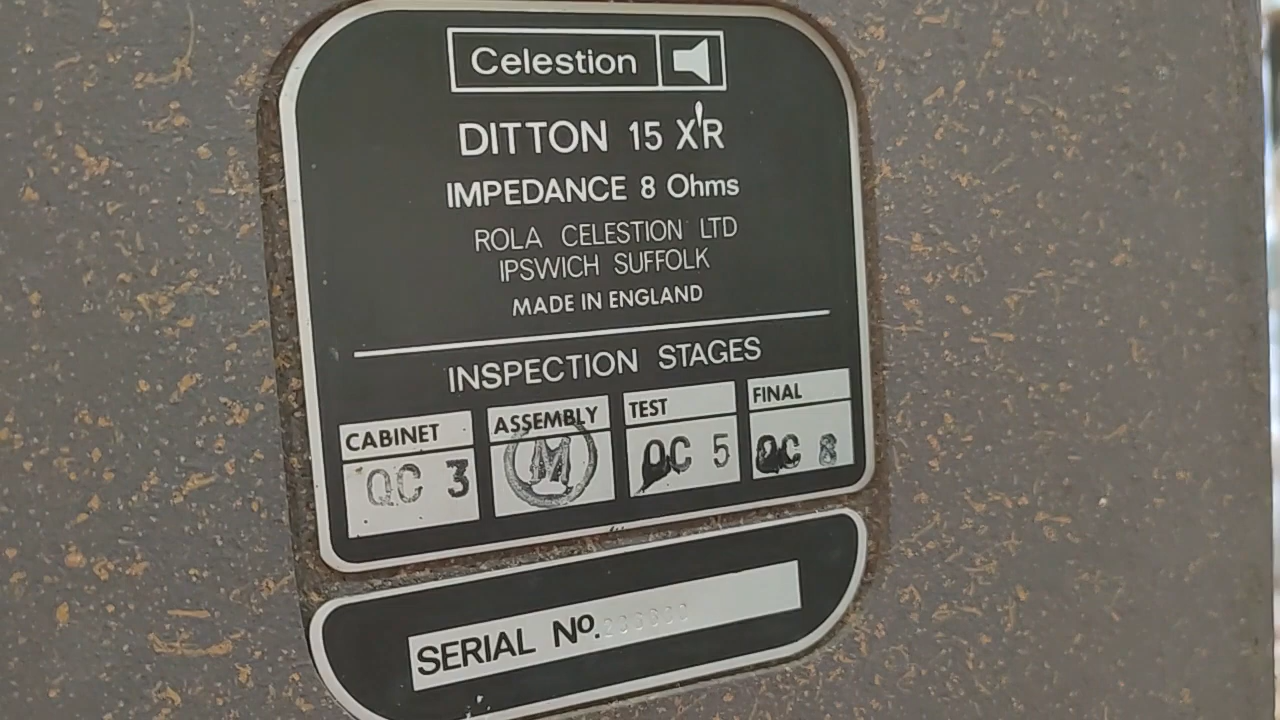 Celestion
DITTON 15 XR
IMPEDANCE 8 Ohms
ROLA CELESTION LTD
IPSWICH SUFFOLK
MADE IN ENGLAND
INSPECTION STAGES
CABINET ASSEMBLY TEST FINAL
QC 3 M QC 5 QC 8
SERIAL No.